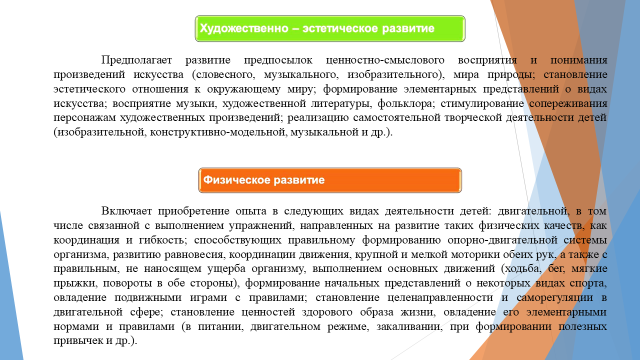 Художественно – эстетическое развитие
Предполагает развитие предпосылок ценностно-смыслового восприятия и понимания
произведений искусства (словесного, музыкального, изобразительного), мира природы; становление
эстетического отношения к окружающему миру; формирование элементарных представлений о видах
искусства; восприятие музыки, художественной литературы, фольклора; стимулирование сопереживания
персонажам художественных произведений; реализацию самостоятельной творческой деятельности детей
(изобразительной, конструктивно-модельной, музыкальной и др.).
Физическое развитие
Включает приобретение опыта в следующих видах деятельности детей: двигательной, в том
числе связанной с выполнением упражнений, направленных на развитие таких физических качеств, как
координация и гибкость; способствующих правильному формированию опорно-двигательной системы
организма, развитию равновесия, координации движения, крупной и мелкой моторики обеих рук, а также с
правильным, не наносящем ущерба организму, выполнением основных движений (ходьба, бег, мягкие
прыжки, повороты в обе стороны), формирование начальных представлений о некоторых видах спорта,
овладение подвижными играми с правилами; становление целенаправленности и саморегуляции в
двигательной сфере; становление ценностей здорового образа жизни, овладение его элементарными
нормами и правилами (в питании, двигательном режиме, закаливании, при формировании полезных
привычек и др.).